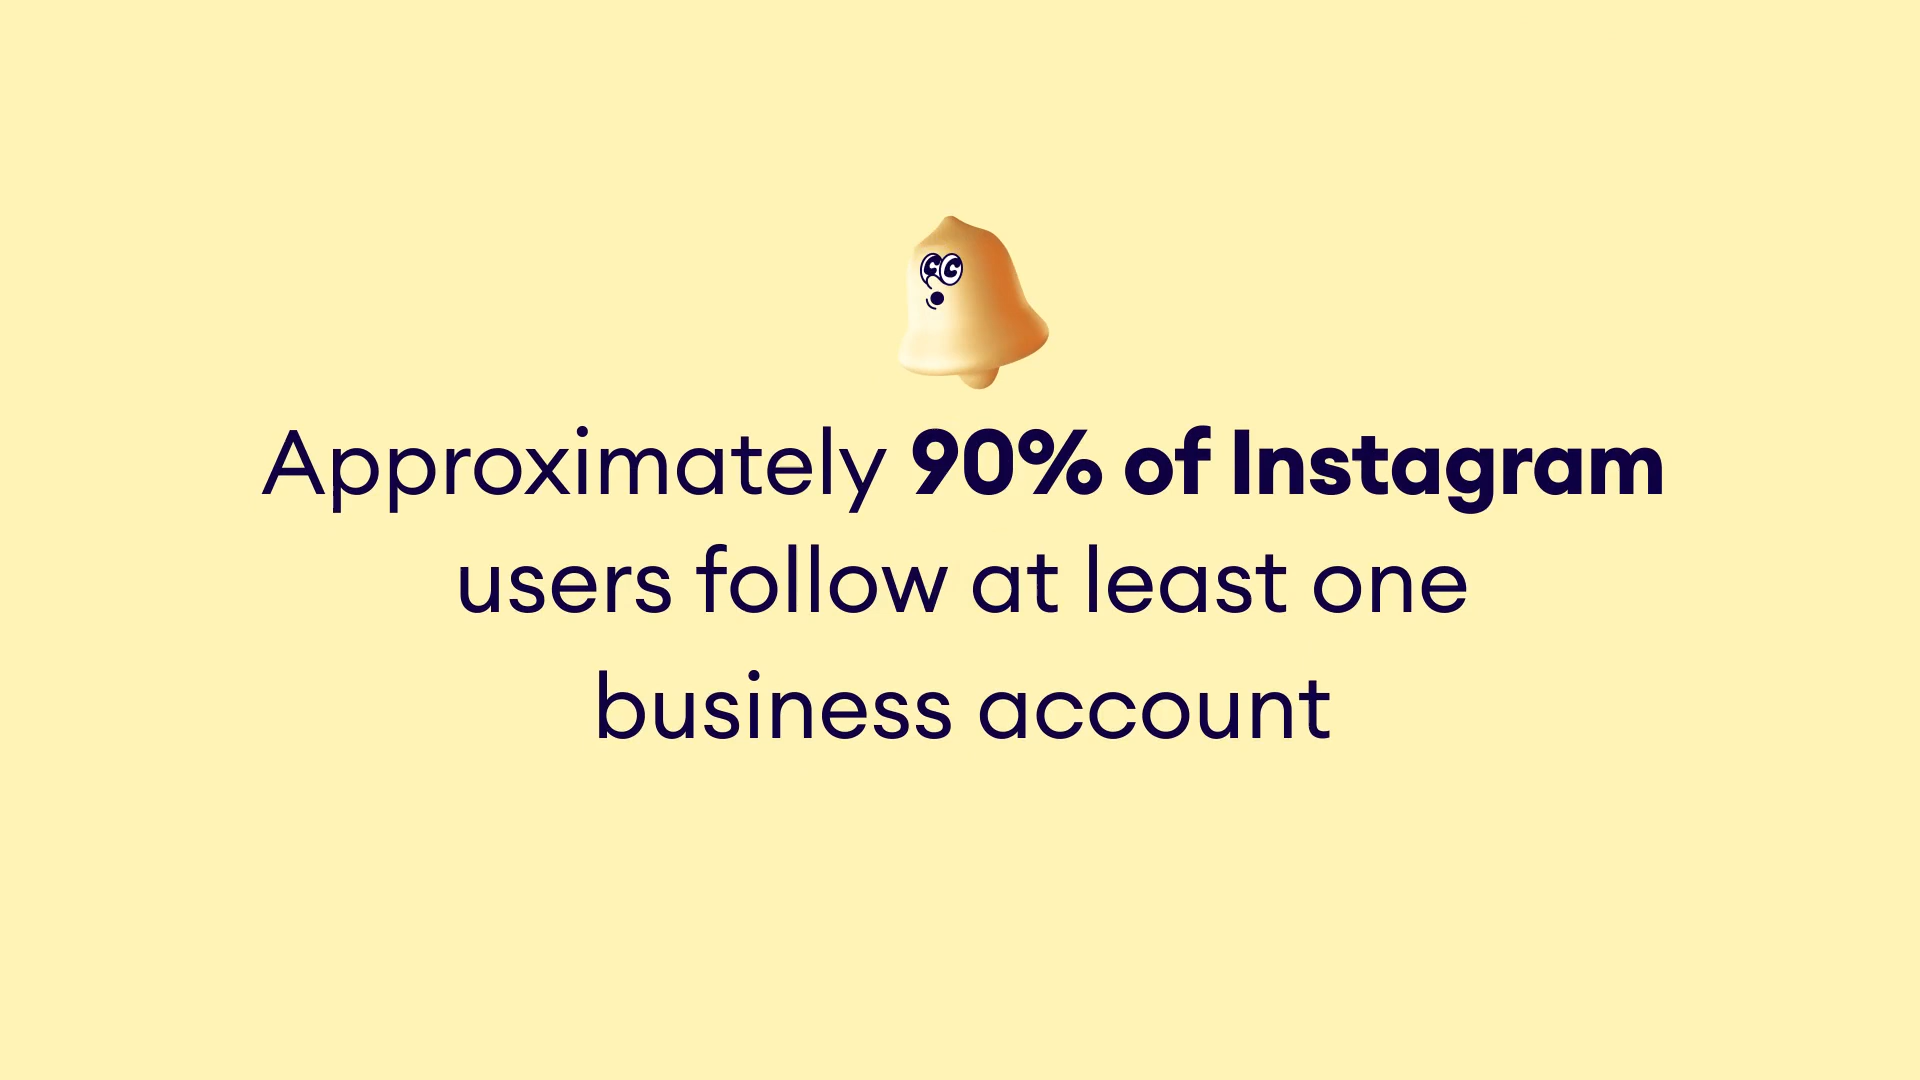 Approximately 90% of Instagram
users follow at least one
business account